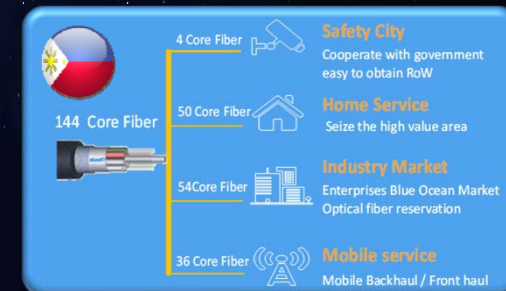 4 Core Fiber
Safety City
Cooperate with government
easy to obtain RoW
144 Core Fiber
50 Core Fiber
Home Service
Seize the high value area
54Core Fiber
Industry Market
Enterprises Blue Ocean Market
Optical fiber reservation
36 Core Fiber
Mobile service
Mobile Backhaul / Front haul